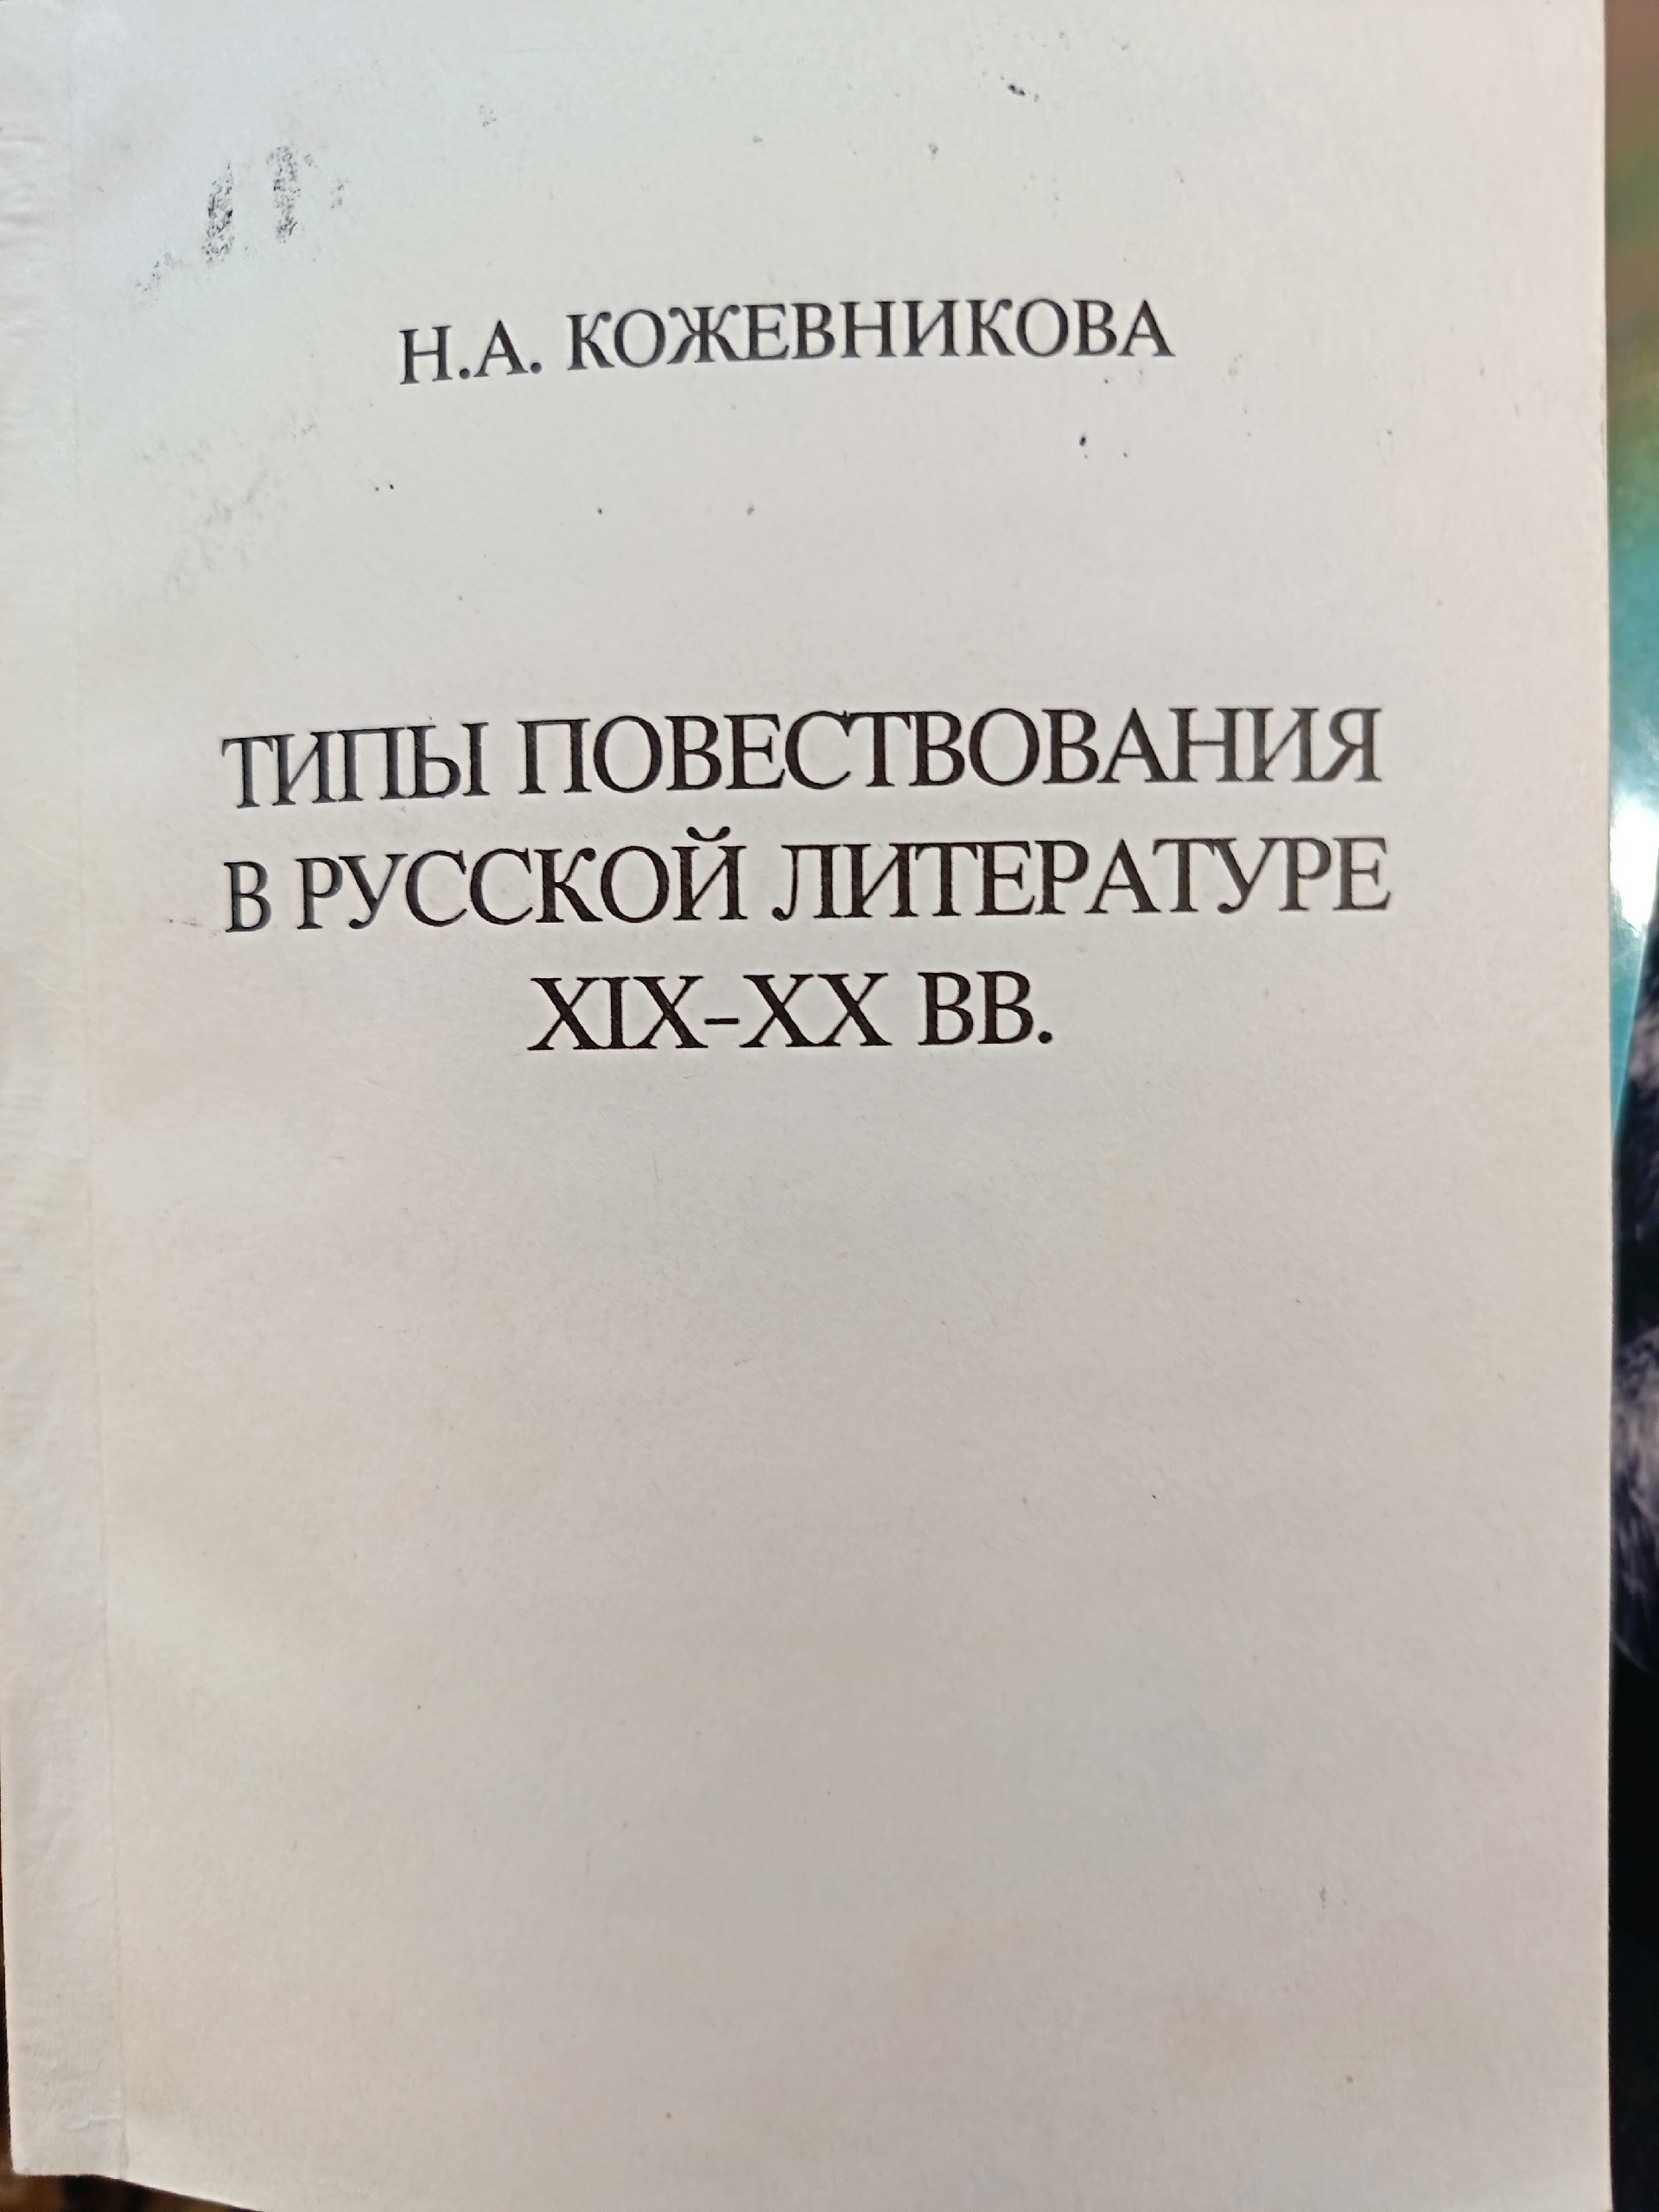 Н.А. КОЖЕВНИКОВА
ТИПЫ ПОВЕСТВОВАНИЯ
В РУССКОЙ ЛИТЕРАТУРЕ
XIX–XX ВВ.